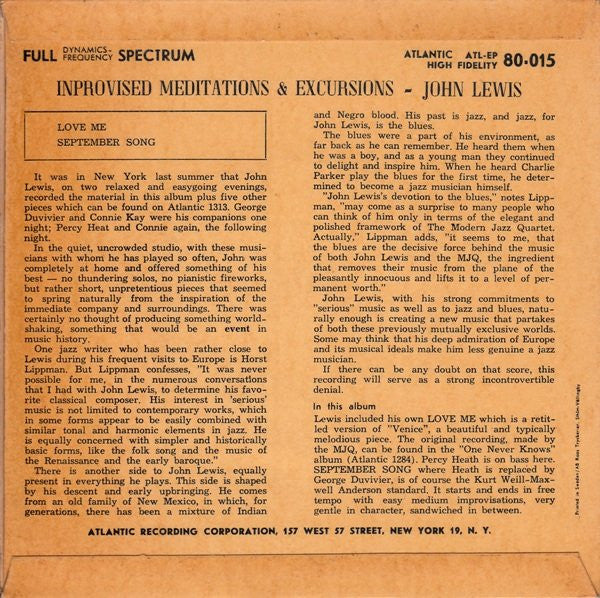 FULL DYNAMICS- FREQUENCY SPECTRUM
ATLANTIC ATL-EP 80-015
HIGH FIDELITY
INPROVISED MEDITATIONS & EXCURSIONS - JOHN LEWIS
LOVE ME
SEPTEMBER SONG
It was in New York last summer that John
Lewis, on two relaxed and easygoing evenings,
recorded the material in this album plus five other
pieces which can be found on Atlantic 1313. George
Duvivier and Connie Kay were his companions one
night; Percy Heat and Connie again, the following
night.
In the quiet, uncrowded studio, with these musi-
cians with whom he has played so often, John was
completely at home and offered something of his
best — no thundering solos, no pianistic fireworks,
but rather short, unpretentious pieces that seemed
to spring naturally from the inspiration of the
immediate company and surroundings. There was
certainly no thought of producing something world-
shaking, something that would be an event in
music history.
One jazz writer who has been rather close to
Lewis during his frequent visits to Europe is Horst
Lippman. But Lippman confesses, "It was never
possible for me, in the numerous conversations
that I had with John Lewis, to determine his favo-
rite classical composer. His interest in 'serious'
music is not limited to contemporary works, which
in some forms appear to be easily combined with
similar tonal and harmonic elements in jazz. He
is equally concerned with simpler and historically
basic forms, like the folk song and the music of
the Renaissance and the early baroque."
There is another side to John Lewis, equally
present in everything he plays. This side is shaped
by his descent and early upbringing. He comes
from an old family of New Mexico, in which, for
generations, there has been a mixture of Indian
and Negro blood. His past is jazz, and jazz, for
John Lewis, is the blues.
The blues were a part of his environment, as
far back as he can remember. He heard them when
he was a boy, and as a young man they continued
to delight and inspire him. When he heard Charlie
Parker play the blues for the first time, he deter-
mined to become a jazz musician himself.
"John Lewis's devotion to the blues," notes Lipp-
man, "may come as a surprise to many people who
can think of him only in terms of the elegant and
polished framework of The Modern Jazz Quartet.
Actually," Lippman adds, "it seems to me, that
the blues are the decisive force behind the music
of both John Lewis and the MJQ, the ingredient
that removes their music from the plane of the
pleasantly innocuous and lifts it to a level of per-
manent worth."
John Lewis, with his strong commitments to
"serious" music as well as to jazz and blues, natu-
rally enough is creating a new music that partakes
of both these previously mutually exclusive worlds.
Some may think that his deep admiration of Europe
and its musical ideals make him less genuine a jazz
musician.
If there can be any doubt on that score, this
recording will serve as a strong incontrovertible
denial.
In this album
Lewis included his own LOVE ME which is a retit-
led version of "Venice", a beautiful and typically
melodious piece. The original recording, made by
the MJQ, can be found in the "One Never Knows"
album (Atlantic 1284). Percy Heath is on bass here.
SEPTEMBER SONG where Heath is replaced by
George Duvivier, is of course the Kurt Weill-Max-
well Anderson standard. It starts and ends in free
tempo with easy medium improvisations, very
gentle in character, sandwiched in between.
Printed in Sweden/AB Ross Tryckerier, Sthlm-Vällingby
ATLANTIC RECORDING CORPORATION, 157 WEST 57 STREET, NEW YORK 19, N. Y.